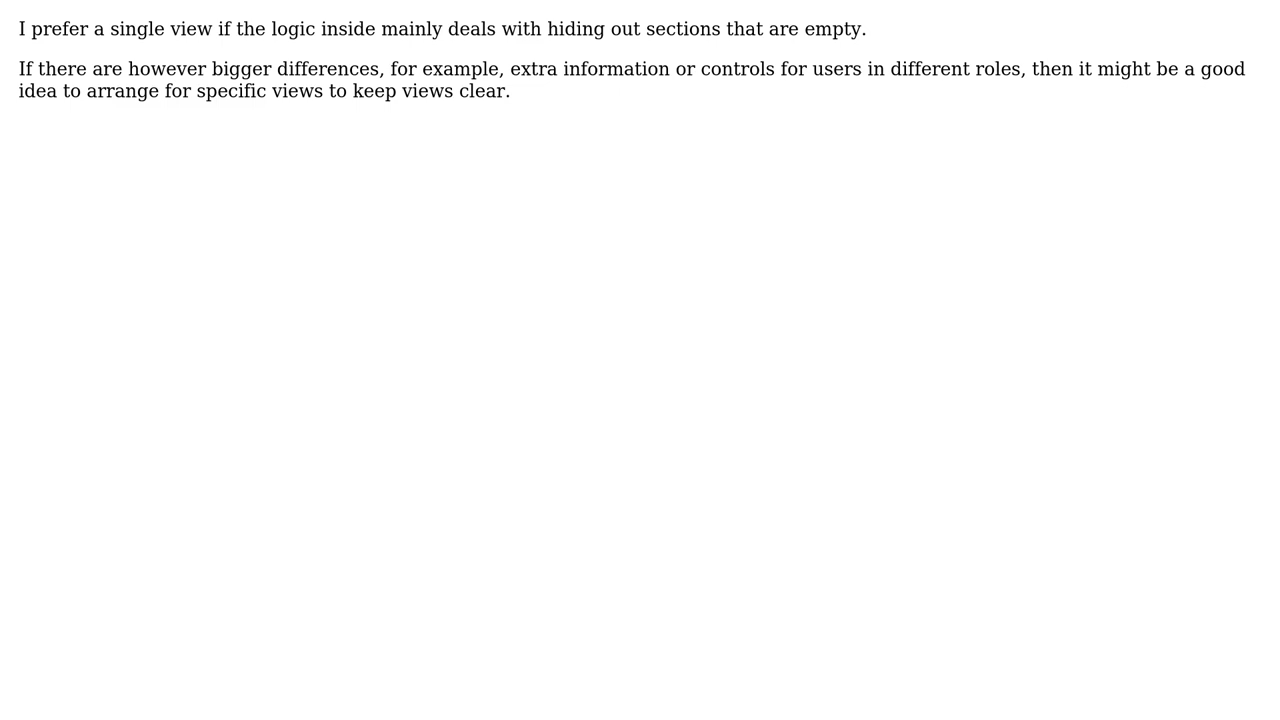 I prefer a single view if the logic inside mainly deals with hiding out sections that are empty.
If there are however bigger differences, for example, extra information or controls for users in different roles, then it might be a good
idea to arrange for specific views to keep views clear.